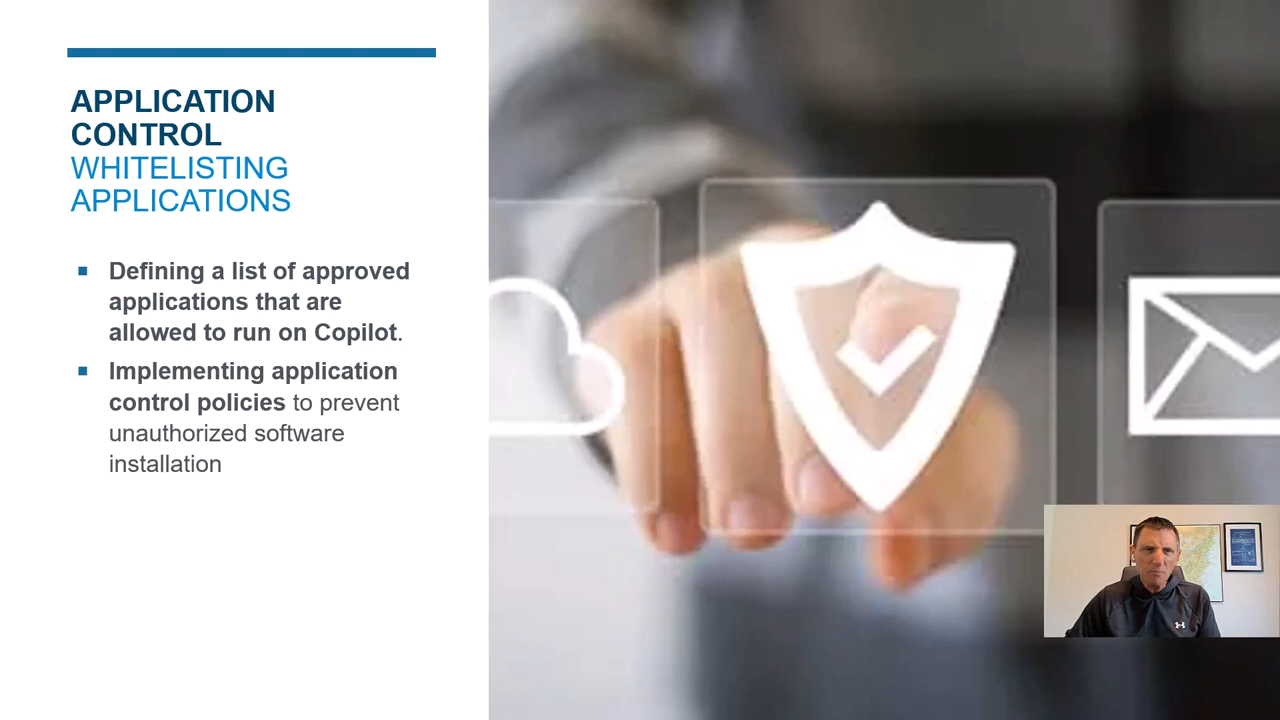 APPLICATION
CONTROL
WHITELISTING
APPLICATIONS
Defining a list of approved
applications that are
allowed to run on Copilot.
Implementing application
control policies to prevent
unauthorized software
installation